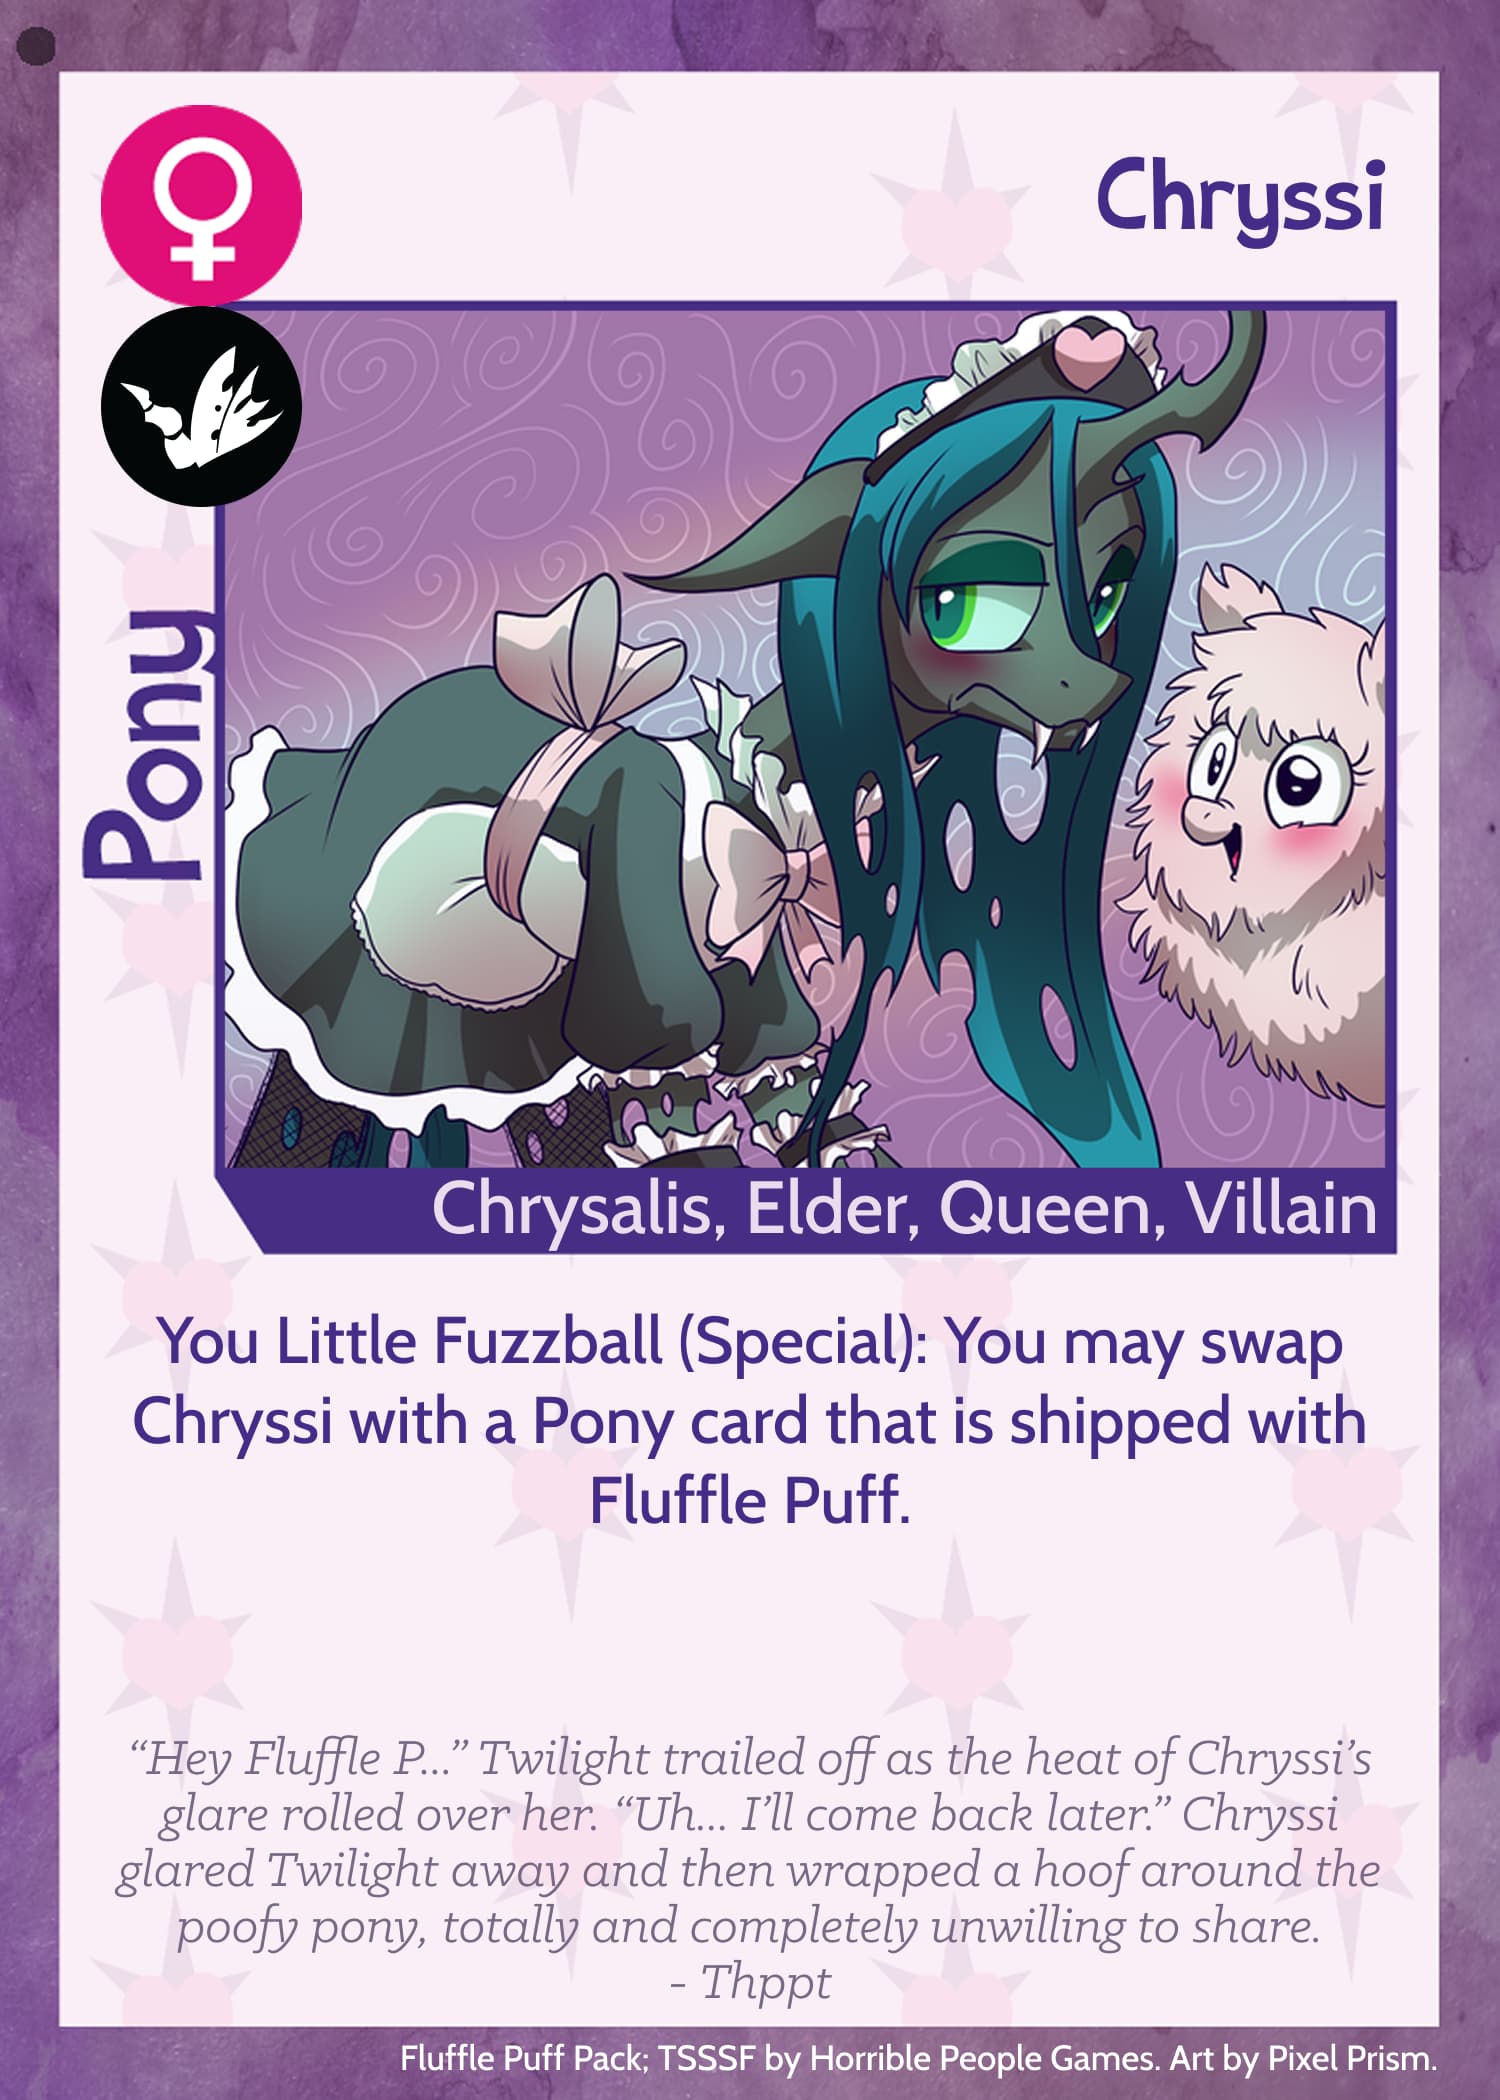 Chryssi
Pony
Chrysalis, Elder, Queen, Villain
You Little Fuzzball (Special): You may swap
Chryssi with a Pony card that is shipped with
Fluffle Puff.
“Hey Fluffle P...” Twilight trailed off as the heat of Chryssi’s
glare rolled over her. “Uh... I’ll come back later.” Chryssi
glared Twilight away and then wrapped a hoof around the
poofy pony, totally and completely unwilling to share.
- Thppt
Fluffle Puff Pack; TSSSF by Horrible People Games. Art by Pixel Prism.